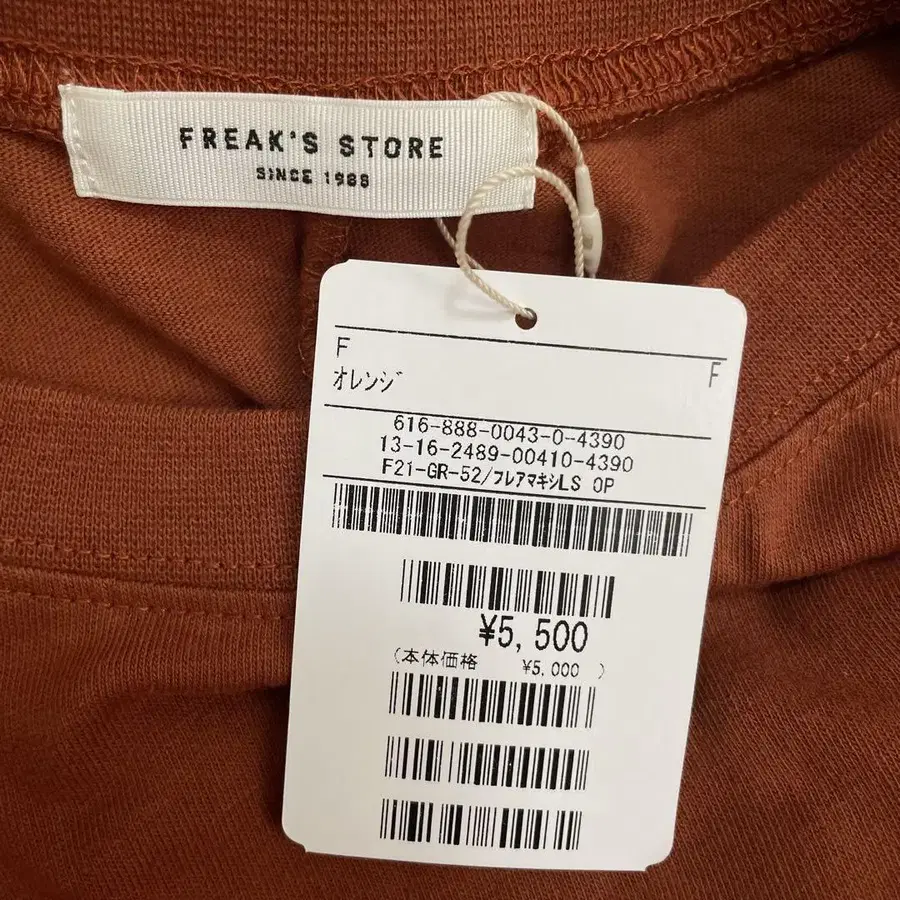 FREAK'S STORE
SINCE 1988
F
F
オレンジ
616-888-0043-0-4390
13-16-2489-00410-4390
F21-GR-52/フレアマキシLS OP
¥5,500
(本体価格 ¥5,000 )